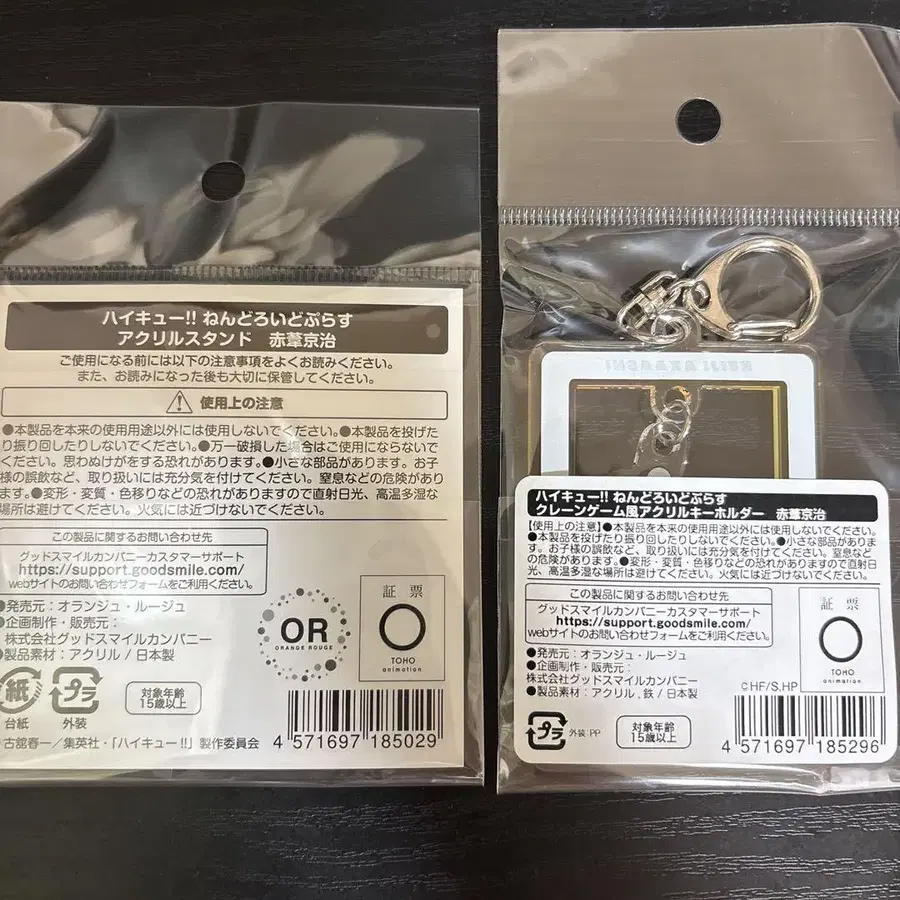 ハイキュー!! ねんどろいどぷらす
アクリルスタンド 赤葦京治
ご使用になる前には以下の注意事項をよくお読みください。
また、お読みになった後も大切に保管してください。
使用上の注意
●本製品を本来の使用用途以外には使用しないでください。●本製品を投げた
り振り回したりしないでください。●万一破損した場合はご使用にならないで
ください。思わぬけがをする恐れがあります。●小さな部品があります。お子
様の誤飲など、取り扱いには充分気を付けてください。窒息などの危険があり
ます。●変形・変質・色移りなどの恐れがありますので直射日光、高温多湿な
場所は避けてください。火気には近づけないでください。
この製品に関するお問い合わせ先
グッドスマイルカンパニーカスタマーサポート
https://support.goodsmile.com/
webサイトのお問い合わせフォームをご利用ください。
●発売元：オランジュ・ルージュ
●企画制作・販売元：
株式会社グッドスマイルカンパニー
●製品素材：アクリル / 日本製
OR
ORANGE ROUGE
証票
TOHO
animation
紙
台紙
プラ
外装
対象年齢
15歳以上
古舘春一／集英社・「ハイキュー!!」製作委員会
4 571697 185029
KEIJI AKAASHI
ハイキュー!! ねんどろいどぷらす
クレーンゲーム風アクリルキーホルダー 赤葦京治
【使用上の注意】●本製品を本来の使用用途以外には使用しないでください。
●本製品を投げたり振り回したりしないでください。●小さな部品がありま
す。お子様の誤飲など、取り扱いには充分気を付けてください。窒息など
の危険があります。●変形・変質・色移りなどの恐れがありますので直射日
光、高温多湿な場所は避けてください。火気には近づけないでください。
この製品に関するお問い合わせ先
グッドスマイルカンパニーカスタマーサポート
https://support.goodsmile.com/
webサイトのお問い合わせフォームをご利用ください。
●発売元：オランジュ・ルージュ
●企画制作・販売元：
株式会社グッドスマイルカンパニー
●製品素材：アクリル、鉄 / 日本製
©HF/S,HP
証票
TOHO
animation
プラ
外装：PP
対象年齢
15歳以上
4 571697 185296